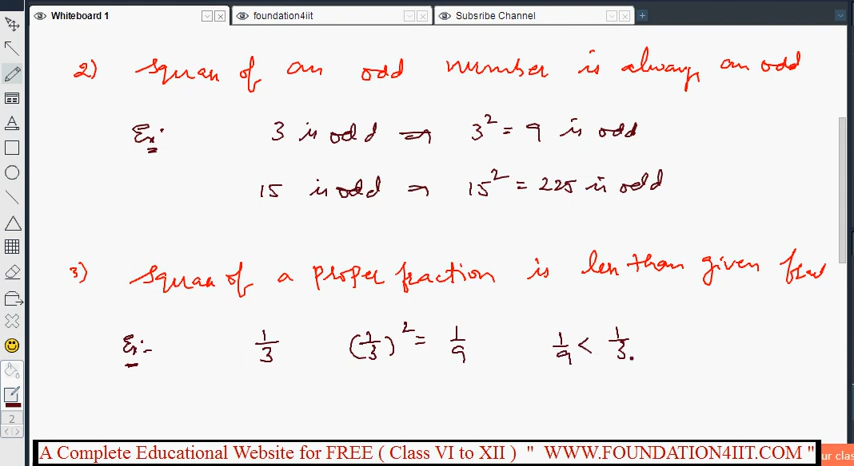 Whiteboard 1 foundation4iit Subsribe Channel
2) Square of an odd number is always an odd
Ex:- 3 is odd ⇒ 3² = 9 is odd
15 is odd ⇒ 15² = 225 is odd
3) Square of a proper fraction is less than given
Ex:- 1/3 (1/3)² = 1/9 1/9 < 1/3.
2
A Complete Educational Website for FREE ( Class VI to XII ) " WWW.FOUNDATION4IIT.COM "
ur clas